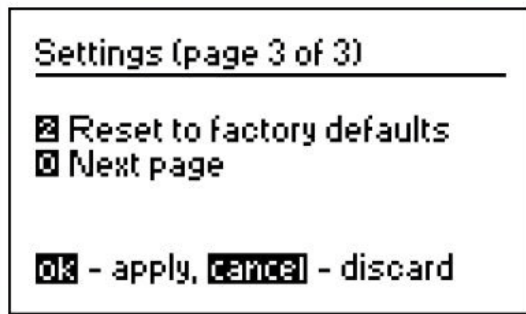 Settings (page 3 of 3)
2 Reset to factory defaults
0 Next page
ok - apply, cancel - discard